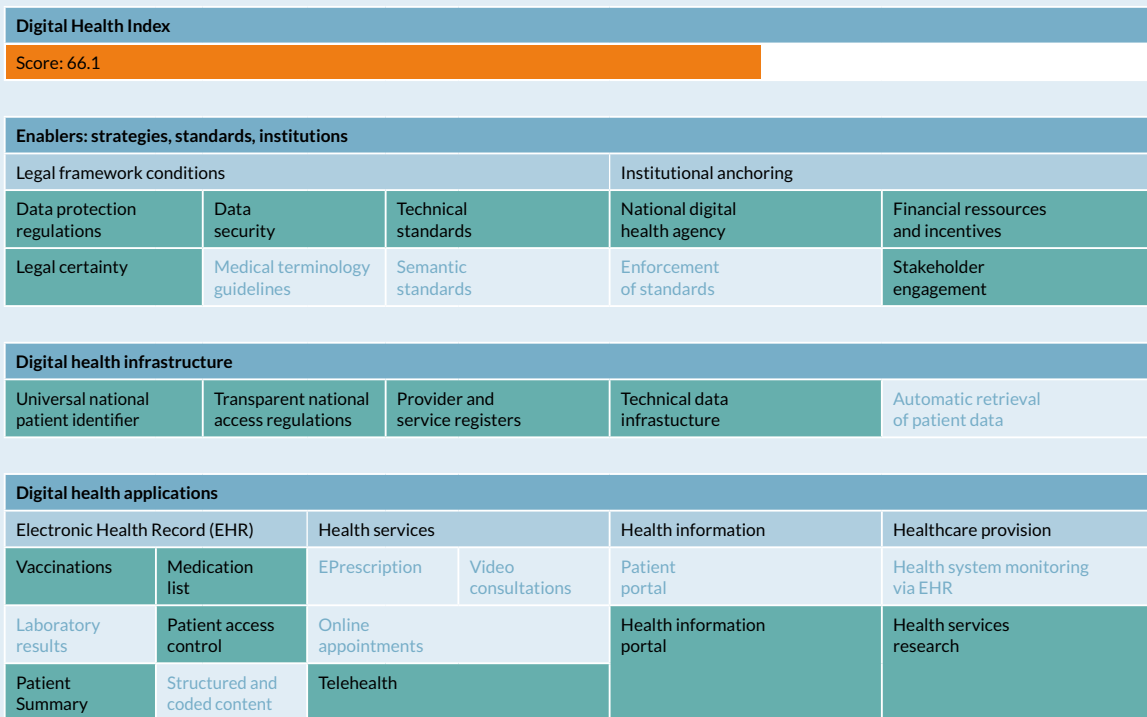 Digital Health Index
Score: 66.1
Enablers: strategies, standards, institutions
Legal framework conditions
Institutional anchoring
Data protection
regulations
Data
security
Technical
standards
National digital
health agency
Financial ressources
and incentives
Legal certainty
Medical terminology
guidelines
Semantic
standards
Enforcement
of standards
Stakeholder
engagement
Digital health infrastructure
Universal national
patient identifier
Transparent national
access regulations
Provider and
service registers
Technical data
infrastucture
Automatic retrieval
of patient data
Digital health applications
Electronic Health Record (EHR)
Health services
Health information
Healthcare provision
Vaccinations
Medication
list
EPrescription
Video
consultations
Patient
portal
Health system monitoring
via EHR
Laboratory
results
Patient access
control
Online
appointments
Health information
portal
Health services
research
Patient
Summary
Structured and
coded content
Telehealth